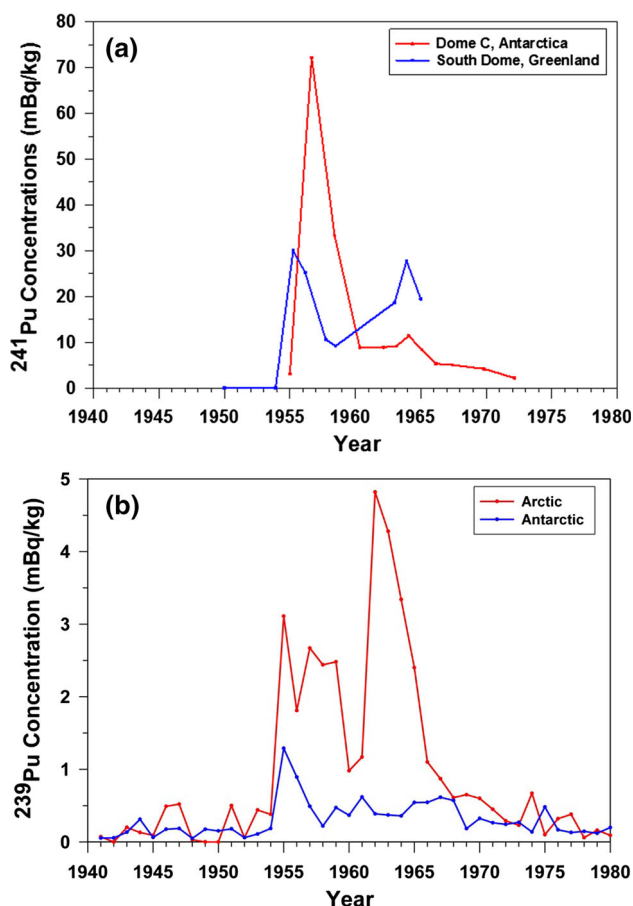 (a)
Dome C, Antarctica
South Dome, Greenland
241Pu Concentrations (mBq/kg)
80
70
60
50
40
30
20
10
0
1940 1945 1950 1955 1960 1965 1970 1975 1980
Year
(b)
Arctic
Antarctic
239Pu Concentration (mBq/kg)
5
4
3
2
1
0
1940 1945 1950 1955 1960 1965 1970 1975 1980
Year